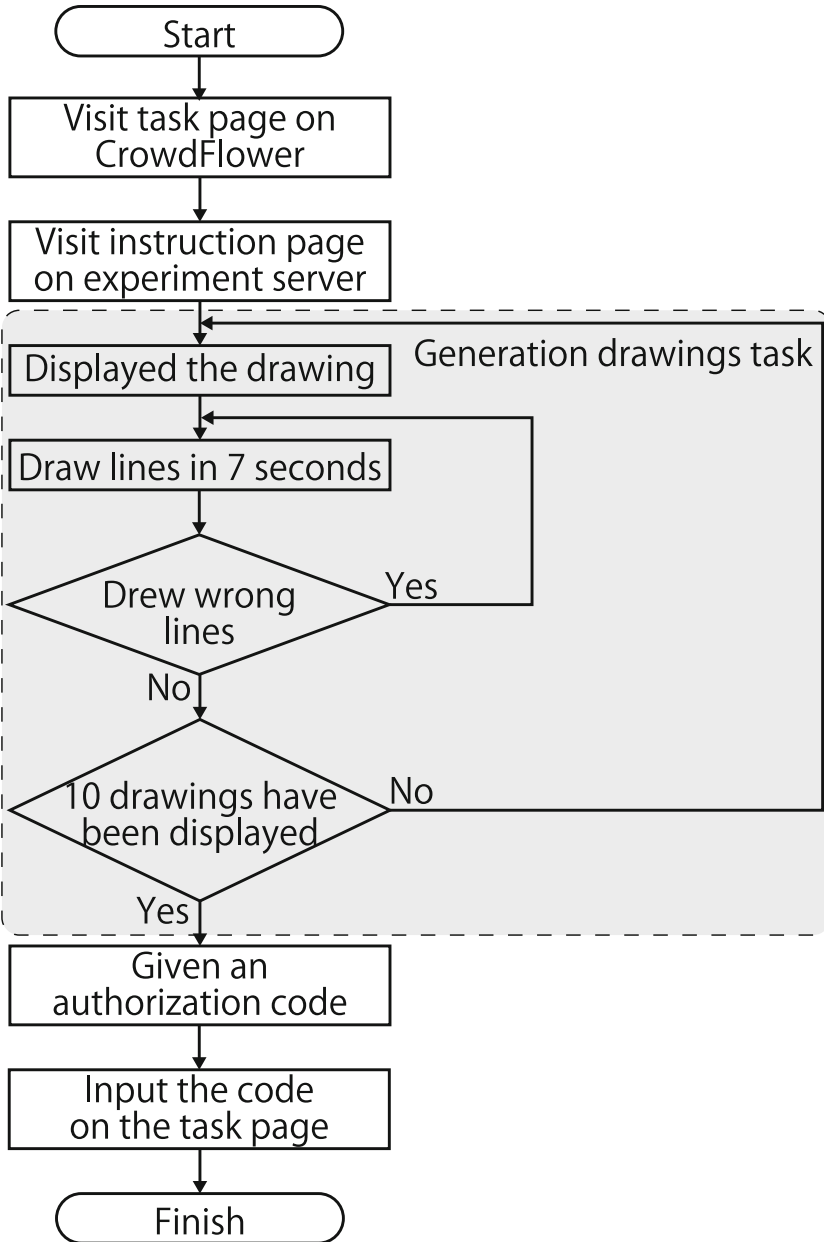 Start
Visit task page on
CrowdFlower
Visit instruction page
on experiment server
Generation drawings task
Displayed the drawing
Draw lines in 7 seconds
Drew wrong
lines
Yes
No
10 drawings have
been displayed
No
Yes
Given an
authorization code
Input the code
on the task page
Finish